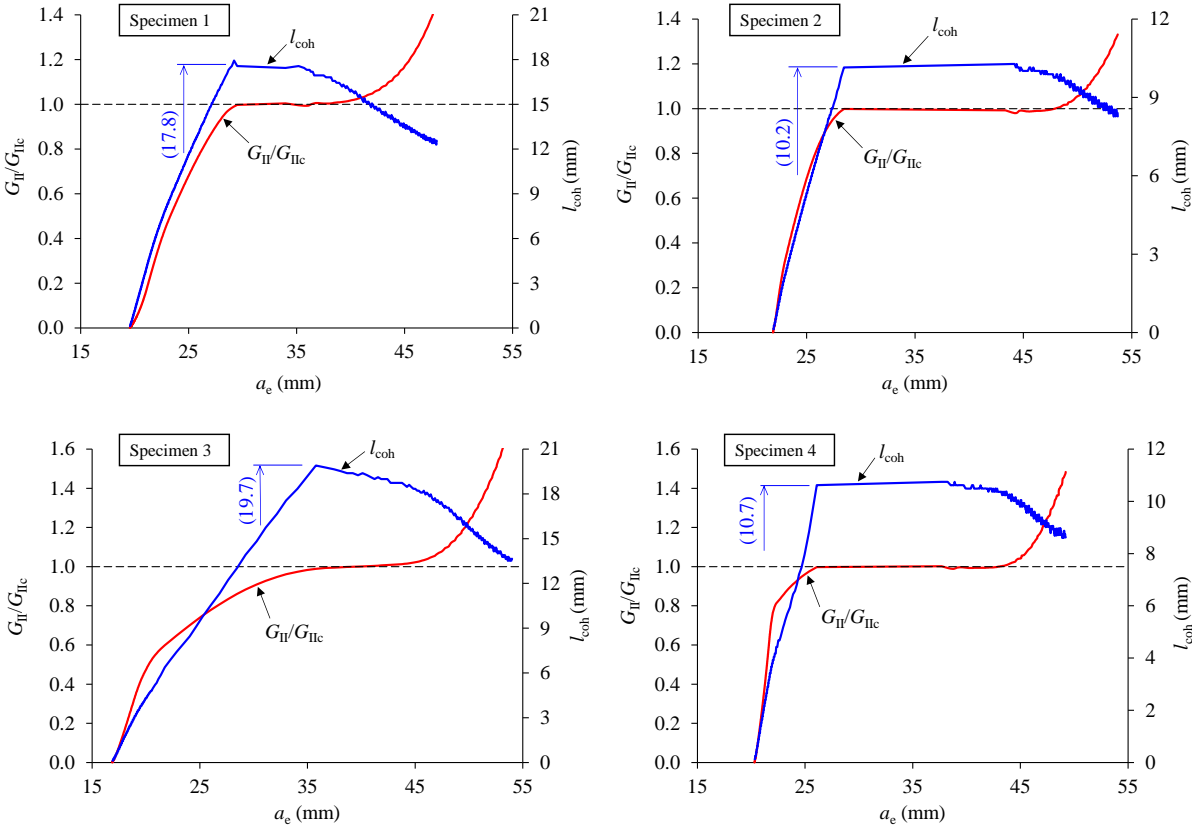 Specimen 1
1.4
1.2
1.0
0.8
0.6
0.4
0.2
0.0
G_II/G_IIc
21
18
15
12
9
6
3
0
l_coh (mm)
l_coh
(17.8)
G_II/G_IIc
15 25 35 45 55
a_e (mm)
Specimen 2
1.4
1.2
1.0
0.8
0.6
0.4
0.2
0.0
G_II/G_IIc
12
9
6
3
0
l_coh (mm)
l_coh
(10.2)
G_II/G_IIc
15 25 35 45 55
a_e (mm)
Specimen 3
1.6
1.4
1.2
1.0
0.8
0.6
0.4
0.2
0.0
G_II/G_IIc
21
18
15
12
9
6
3
0
l_coh (mm)
l_coh
(19.7)
G_II/G_IIc
15 25 35 45 55
a_e (mm)
Specimen 4
1.6
1.4
1.2
1.0
0.8
0.6
0.4
0.2
0.0
G_II/G_IIc
12
10
8
6
4
2
0
l_coh (mm)
l_coh
(10.7)
G_II/G_IIc
15 25 35 45 55
a_e (mm)